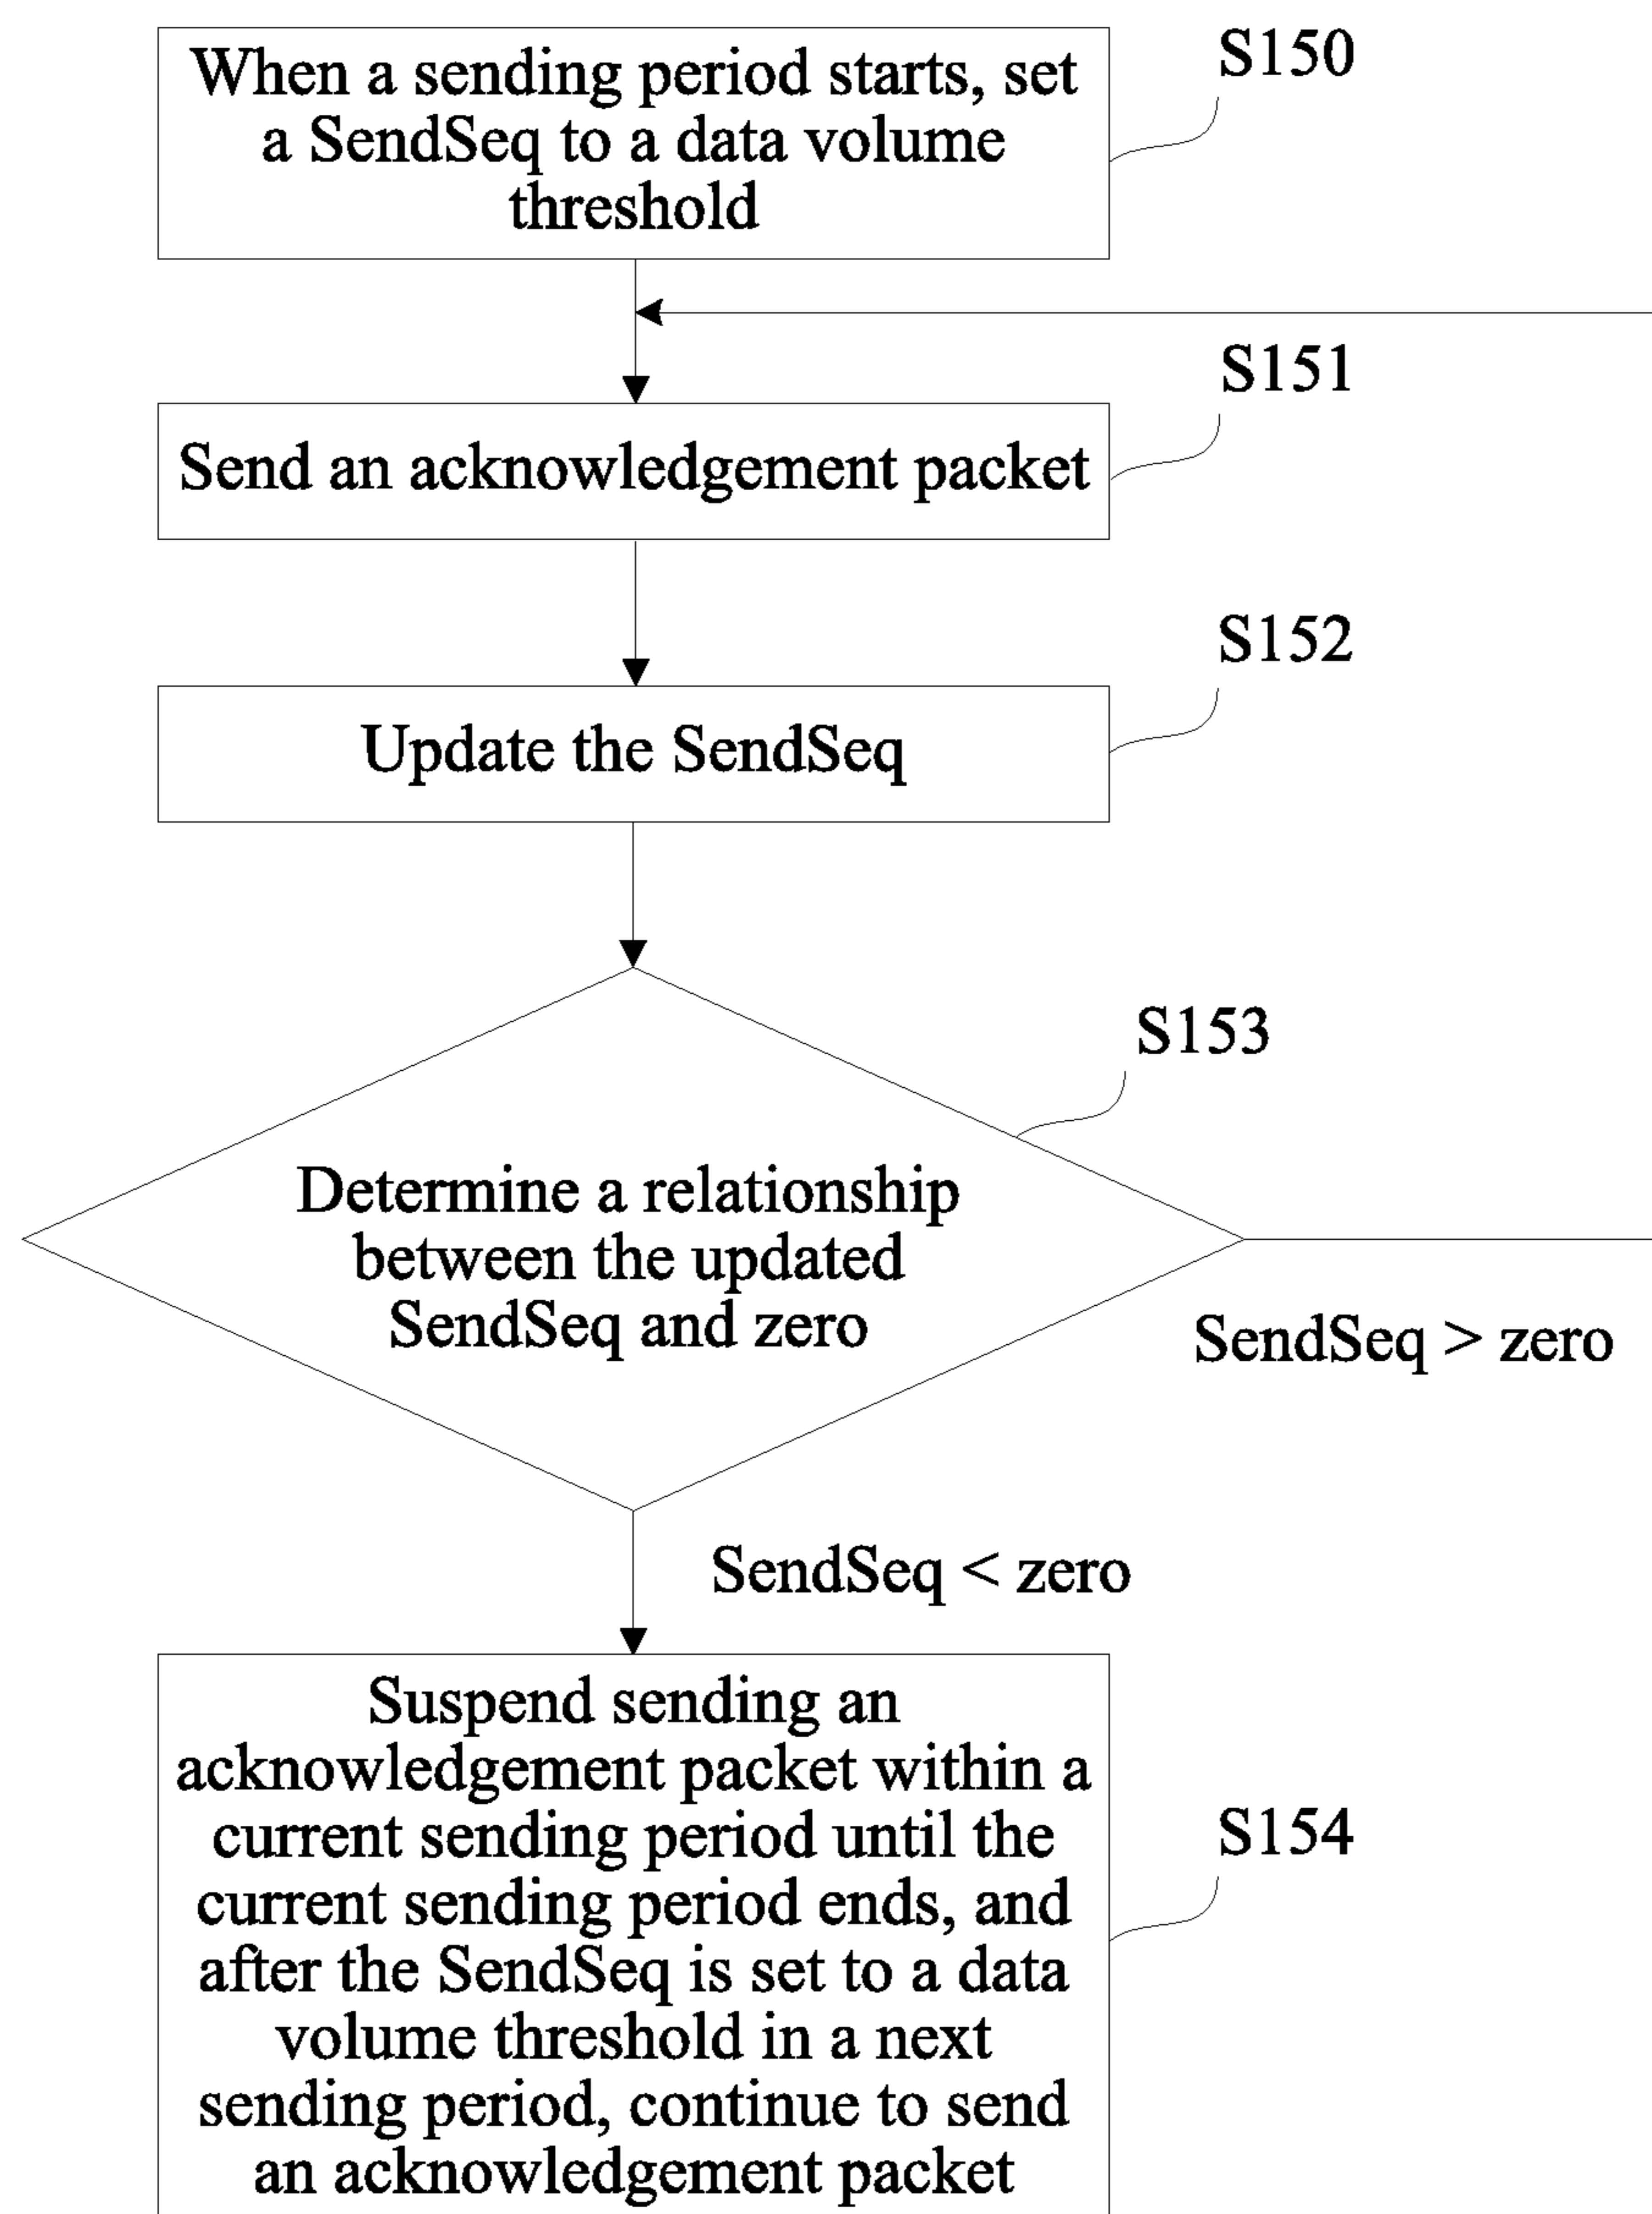 When a sending period starts, set
a SendSeq to a data volume
threshold
S150
S151
Send an acknowledgement packet
S152
Update the SendSeq
S153
Determine a relationship
between the updated
SendSeq and zero
SendSeq > zero
SendSeq < zero
Suspend sending an
acknowledgement packet within a
current sending period until the
current sending period ends, and
after the SendSeq is set to a data
volume threshold in a next
sending period, continue to send
an acknowledgement packet
S154